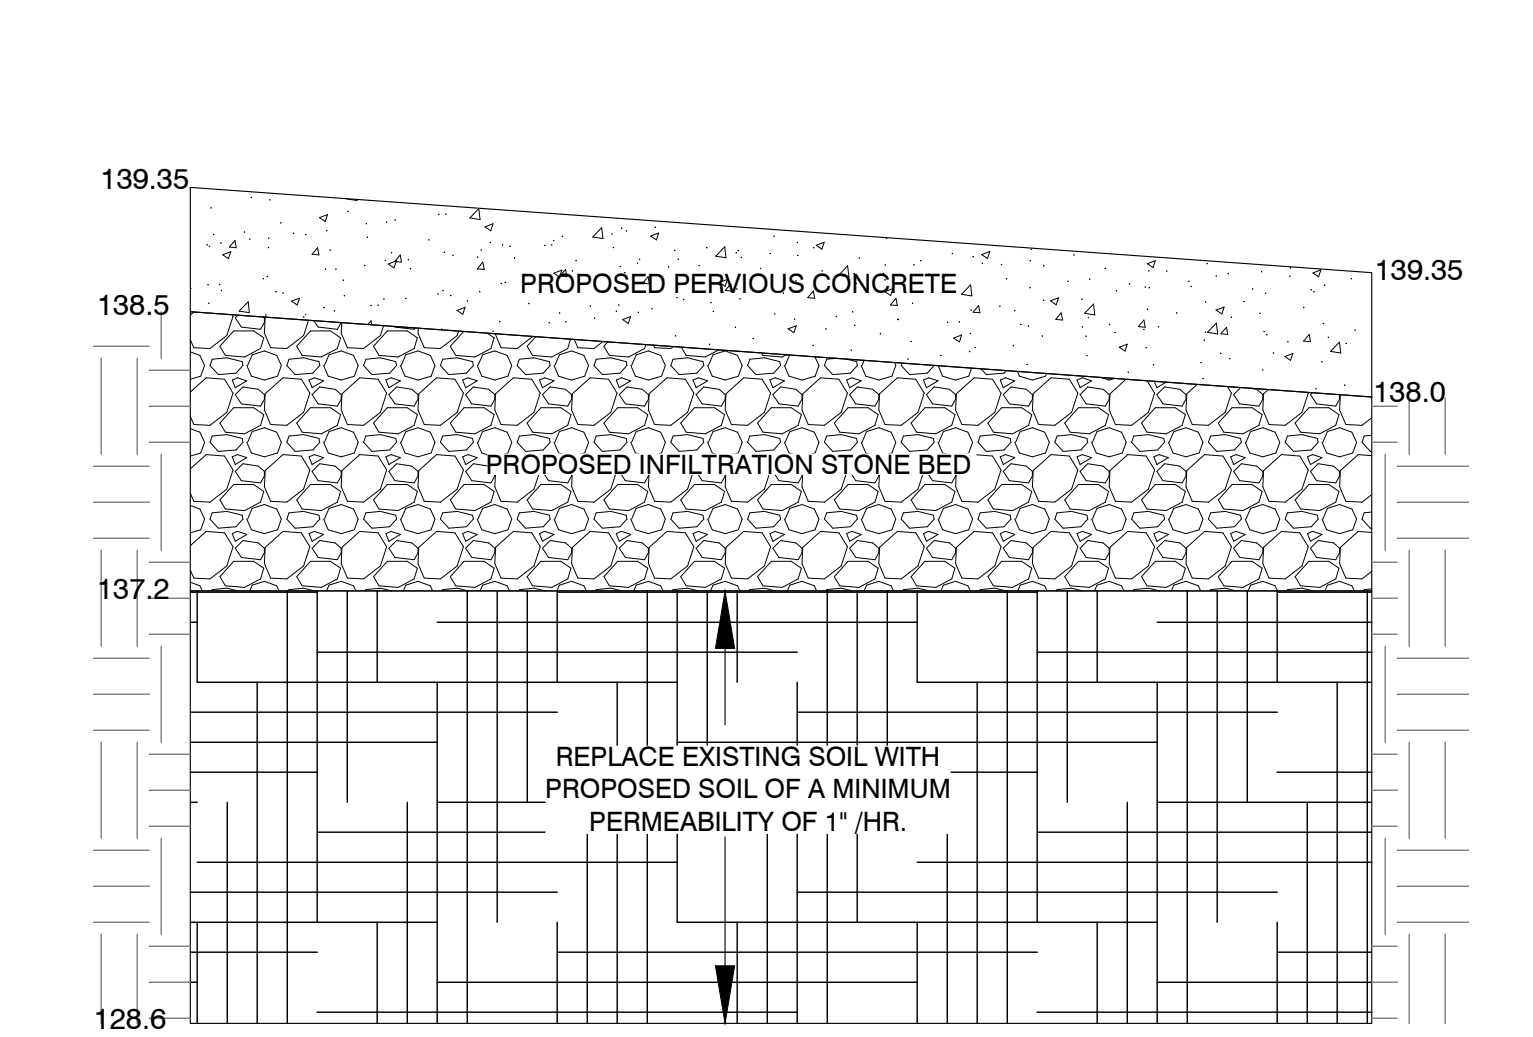 139.35
139.35
PROPOSED PERVIOUS CONCRETE
138.5
138.0
PROPOSED INFILTRATION STONE BED
137.2
REPLACE EXISTING SOIL WITH
PROPOSED SOIL OF A MINIMUM
PERMEABILITY OF 1" /HR.
128.6